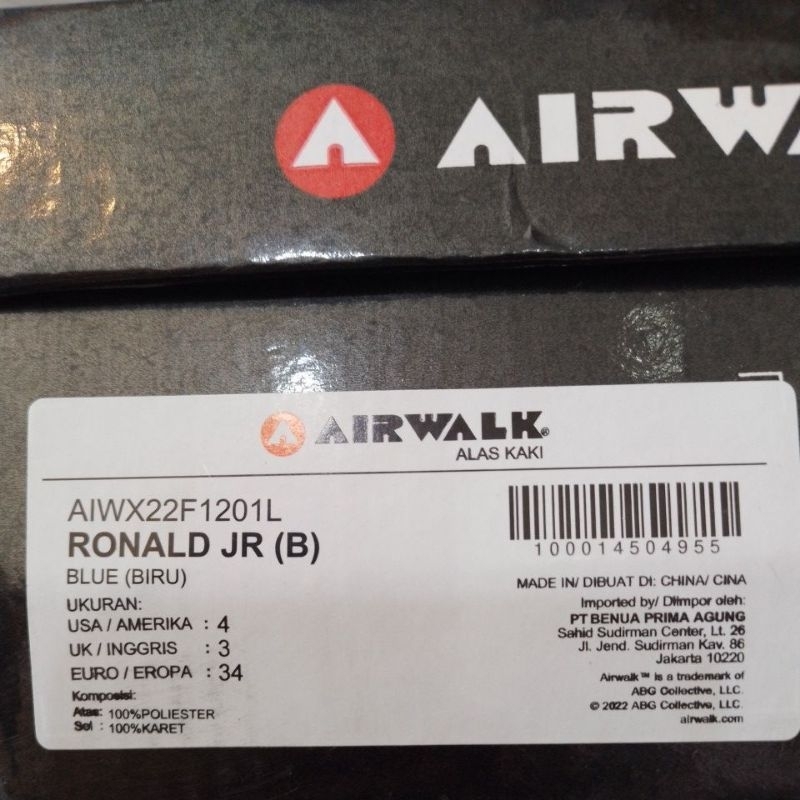 AIRWA
AIRWALK®
ALAS KAKI
AIWX22F1201L
RONALD JR (B)
BLUE (BIRU)
UKURAN:
USA / AMERIKA : 4
UK / INGGRIS : 3
EURO / EROPA : 34
Komposisi:
Atas: 100%POLIESTER
Sol : 100%KARET
100014504955
MADE IN/ DIBUAT DI: CHINA/ CINA
Imported by/ Diimpor oleh:
PT BENUA PRIMA AGUNG
Sahid Sudirman Center, Lt. 26
Jl. Jend. Sudirman Kav. 86
Jakarta 10220
Airwalk™ is a trademark of
ABG Collective, LLC.
© 2022 ABG Collective, LLC.
airwalk.com